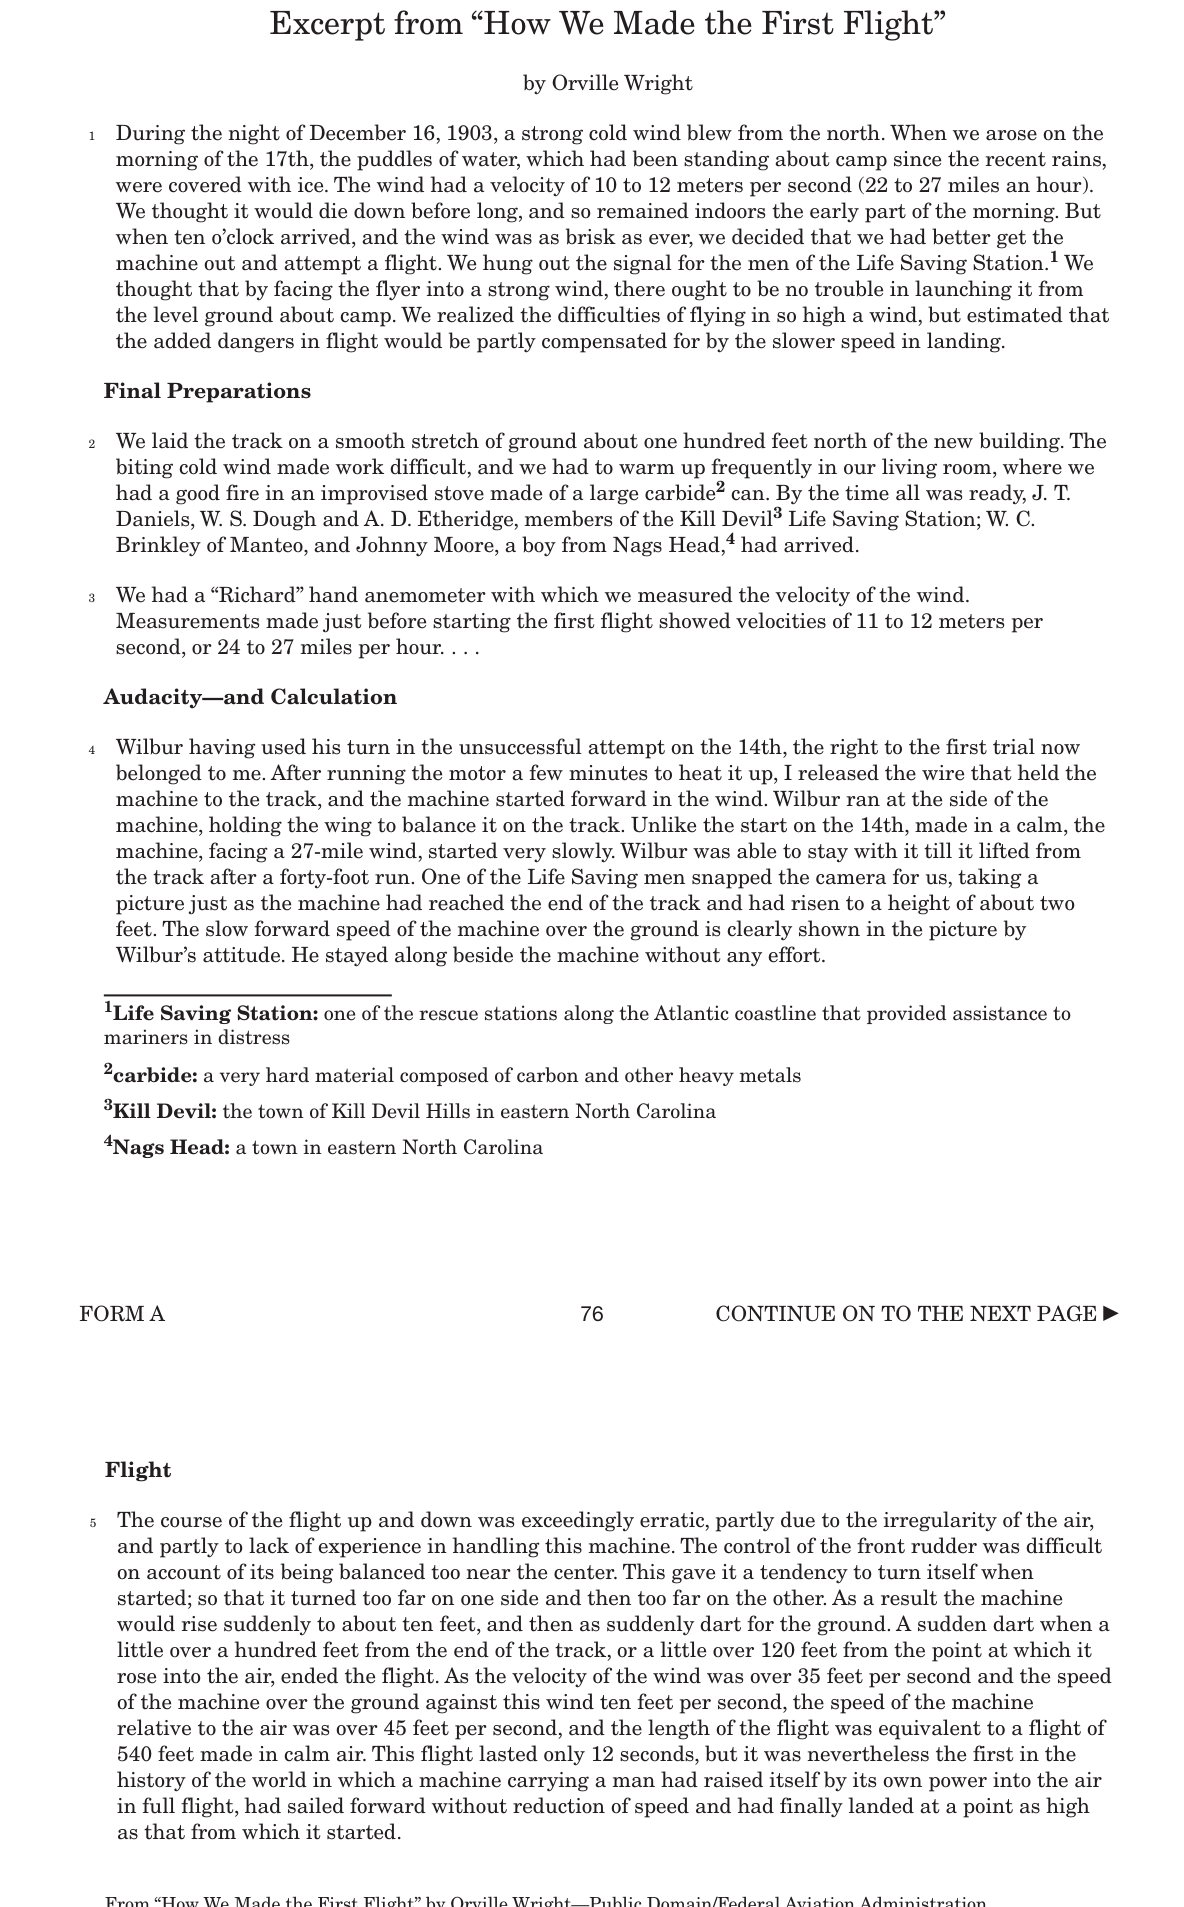 Excerpt from “How We Made the First Flight”
by Orville Wright
1 During the night of December 16, 1903, a strong cold wind blew from the north. When we arose on the
morning of the 17th, the puddles of water, which had been standing about camp since the recent rains,
were covered with ice. The wind had a velocity of 10 to 12 meters per second (22 to 27 miles an hour).
We thought it would die down before long, and so remained indoors the early part of the morning. But
when ten o’clock arrived, and the wind was as brisk as ever, we decided that we had better get the
machine out and attempt a flight. We hung out the signal for the men of the Life Saving Station.1 We
thought that by facing the flyer into a strong wind, there ought to be no trouble in launching it from
the level ground about camp. We realized the difficulties of flying in so high a wind, but estimated that
the added dangers in flight would be partly compensated for by the slower speed in landing.
Final Preparations
2 We laid the track on a smooth stretch of ground about one hundred feet north of the new building. The
biting cold wind made work difficult, and we had to warm up frequently in our living room, where we
had a good fire in an improvised stove made of a large carbide2 can. By the time all was ready, J. T.
Daniels, W. S. Dough and A. D. Etheridge, members of the Kill Devil3 Life Saving Station; W. C.
Brinkley of Manteo, and Johnny Moore, a boy from Nags Head,4 had arrived.
3 We had a “Richard” hand anemometer with which we measured the velocity of the wind.
Measurements made just before starting the first flight showed velocities of 11 to 12 meters per
second, or 24 to 27 miles per hour. . . .
Audacity—and Calculation
4 Wilbur having used his turn in the unsuccessful attempt on the 14th, the right to the first trial now
belonged to me. After running the motor a few minutes to heat it up, I released the wire that held the
machine to the track, and the machine started forward in the wind. Wilbur ran at the side of the
machine, holding the wing to balance it on the track. Unlike the start on the 14th, made in a calm, the
machine, facing a 27-mile wind, started very slowly. Wilbur was able to stay with it till it lifted from
the track after a forty-foot run. One of the Life Saving men snapped the camera for us, taking a
picture just as the machine had reached the end of the track and had risen to a height of about two
feet. The slow forward speed of the machine over the ground is clearly shown in the picture by
Wilbur’s attitude. He stayed along beside the machine without any effort.
1Life Saving Station: one of the rescue stations along the Atlantic coastline that provided assistance to
mariners in distress
2carbide: a very hard material composed of carbon and other heavy metals
3Kill Devil: the town of Kill Devil Hills in eastern North Carolina
4Nags Head: a town in eastern North Carolina
FORM A 76 CONTINUE ON TO THE NEXT PAGE ▶
Flight
5 The course of the flight up and down was exceedingly erratic, partly due to the irregularity of the air,
and partly to lack of experience in handling this machine. The control of the front rudder was difficult
on account of its being balanced too near the center. This gave it a tendency to turn itself when
started; so that it turned too far on one side and then too far on the other. As a result the machine
would rise suddenly to about ten feet, and then as suddenly dart for the ground. A sudden dart when a
little over a hundred feet from the end of the track, or a little over 120 feet from the point at which it
rose into the air, ended the flight. As the velocity of the wind was over 35 feet per second and the speed
of the machine over the ground against this wind ten feet per second, the speed of the machine
relative to the air was over 45 feet per second, and the length of the flight was equivalent to a flight of
540 feet made in calm air. This flight lasted only 12 seconds, but it was nevertheless the first in the
history of the world in which a machine carrying a man had raised itself by its own power into the air
in full flight, had sailed forward without reduction of speed and had finally landed at a point as high
as that from which it started.
From “How We Made the First Flight” by Orville Wright—Public Domain/Federal Aviation Administration